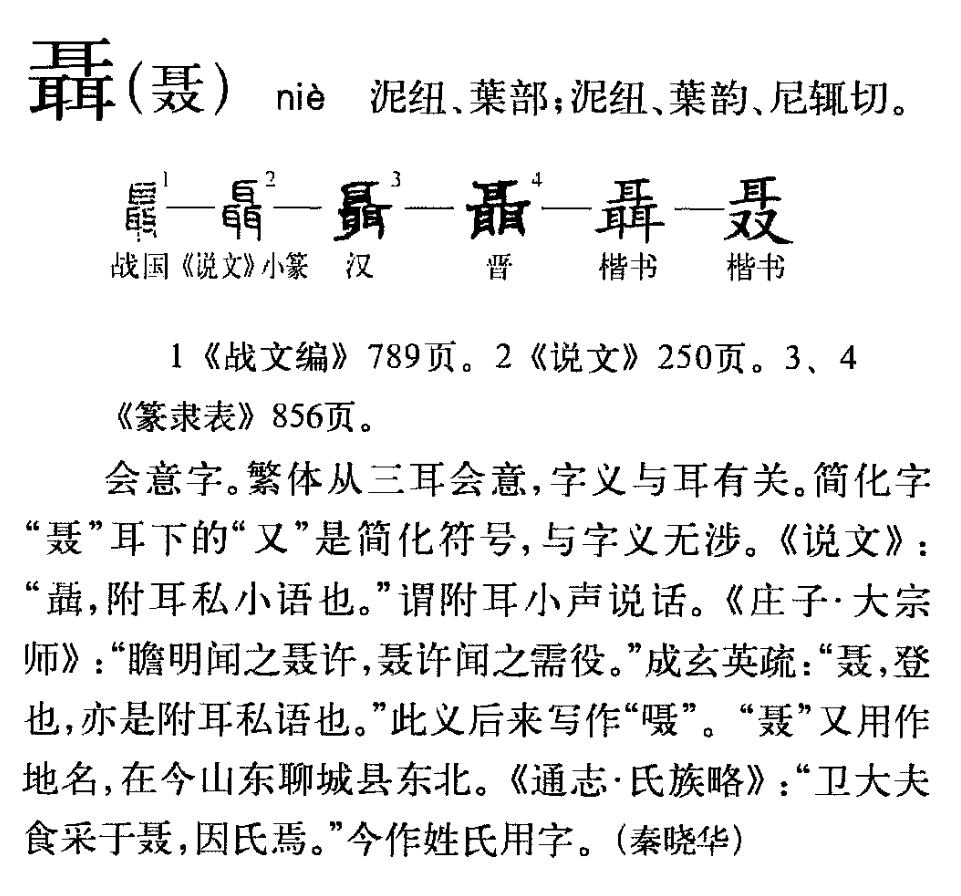 聶(聂) niè 泥纽、葉部;泥纽、葉韵、尼辄切。
聶1—聶2—聶3—聶4—聶—聂
战国《说文》小篆 汉 晋 楷书 楷书
1《战文编》789页。2《说文》250页。3、4
《篆隶表》856页。
会意字。繁体从三耳会意,字义与耳有关。简化字
“聂”耳下的“又”是简化符号,与字义无涉。《说文》:
“聶,附耳私小语也。”谓附耳小声说话。《庄子·大宗
师》:“瞻明闻之聂许,聂许闻之需役。”成玄英疏:“聂,登
也,亦是附耳私语也。”此义后来写作“嗫”。“聂”又用作
地名,在今山东聊城县东北。《通志·氏族略》:“卫大夫
食采于聂,因氏焉。”今作姓氏用字。(秦晓华)